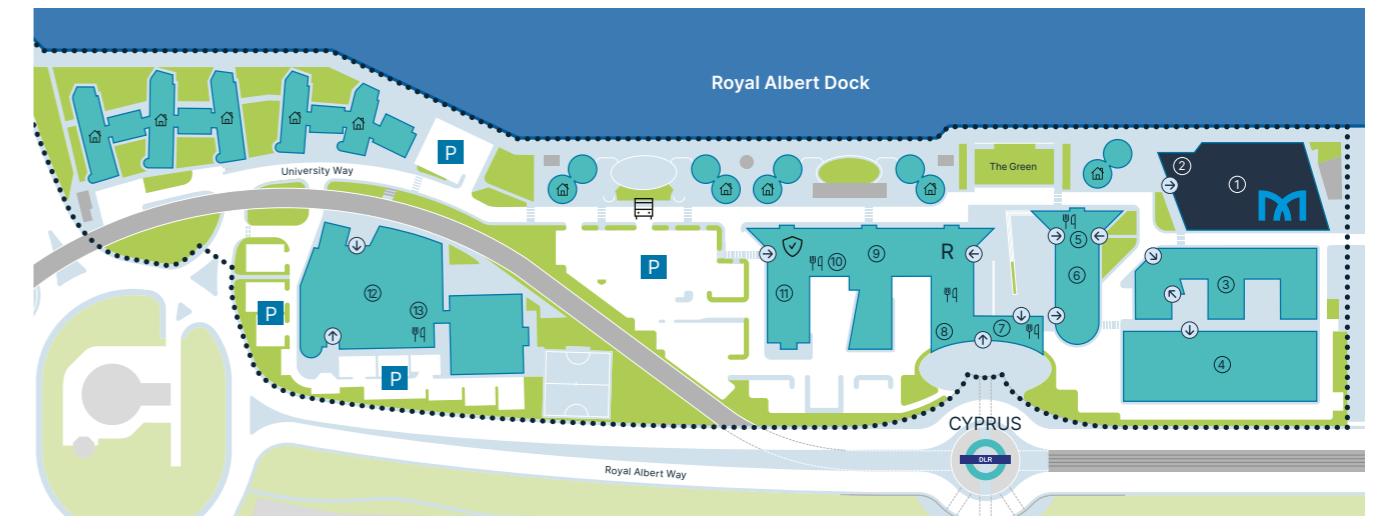 Royal Albert Dock
P
University Way
The Green
②
①
R
⑤
⑨
⑩
⑥
③
P
⑪
⑫
⑬
P
⑧
⑦
④
P
CYPRUS
DLR
Royal Albert Way